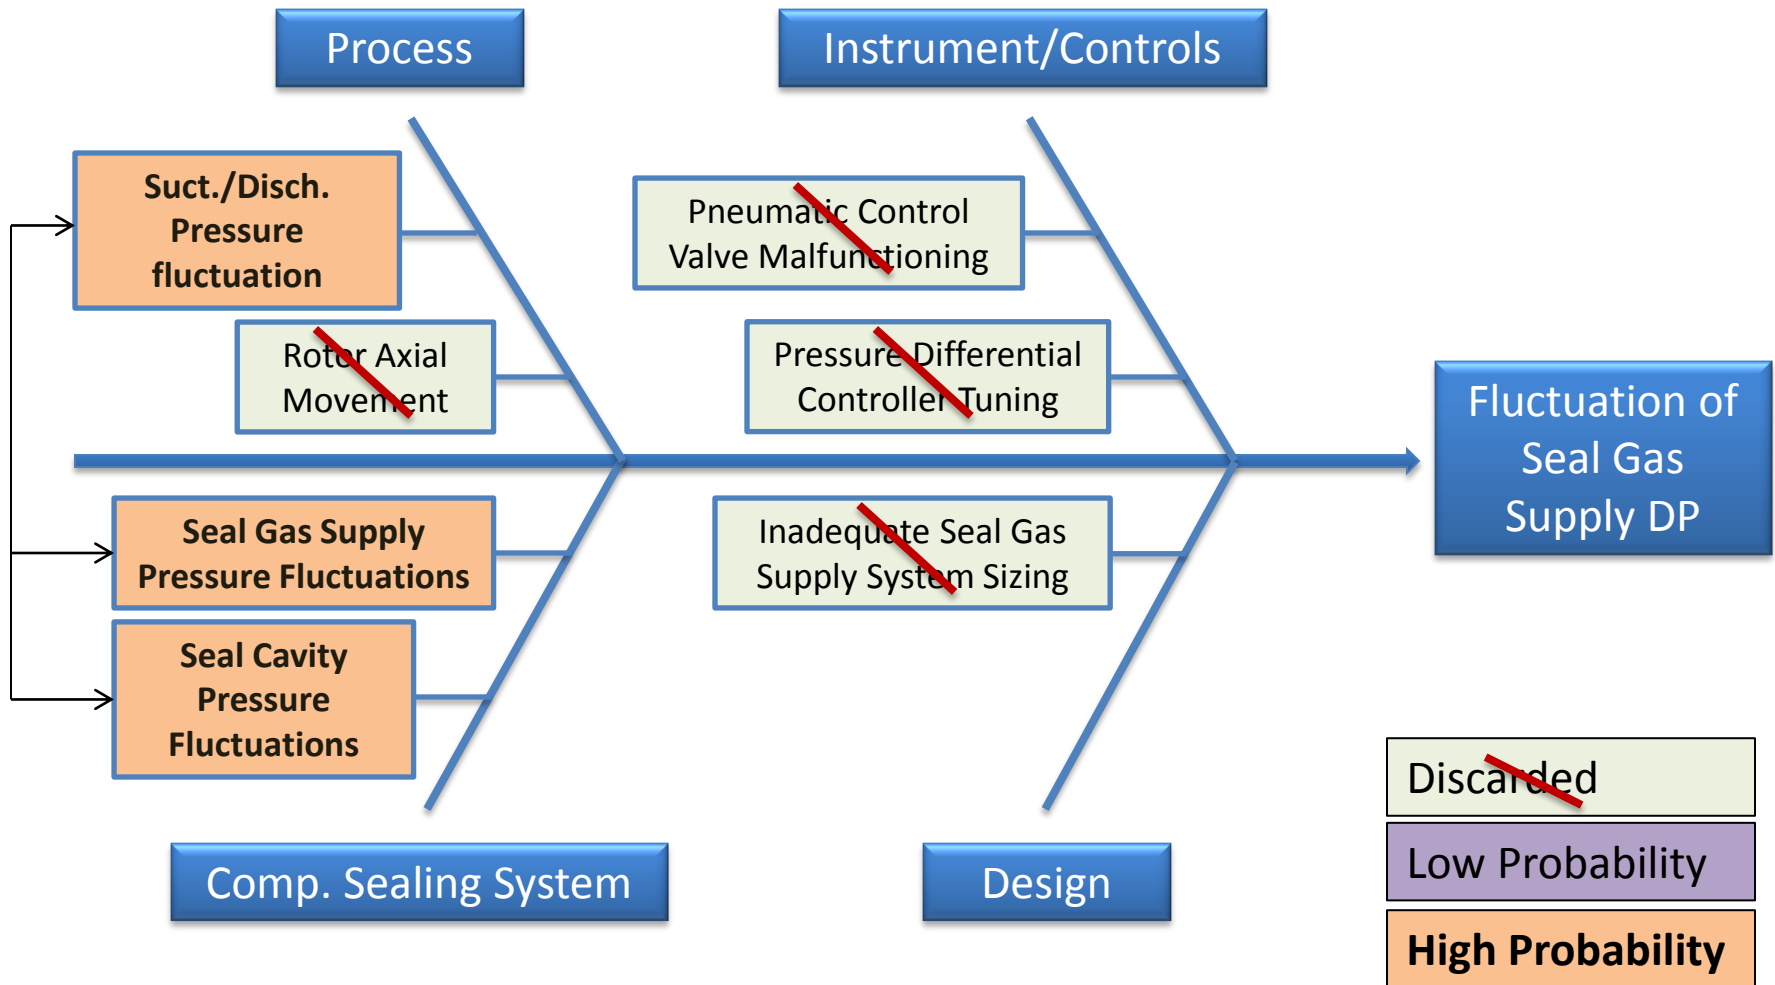 Process
Instrument/Controls
Suct./Disch.
Pressure
fluctuation
Pneumatic Control
Valve Malfunctioning
Rotor Axial
Movement
Pressure Differential
Controller Tuning
Fluctuation of
Seal Gas
Supply DP
Seal Gas Supply
Pressure Fluctuations
Inadequate Seal Gas
Supply System Sizing
Seal Cavity
Pressure
Fluctuations
Comp. Sealing System
Design
Discarded
Low Probability
High Probability